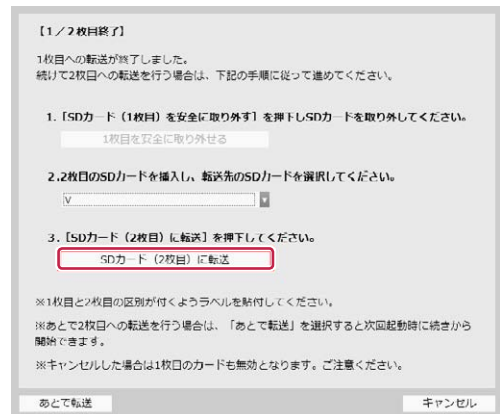 【1／2枚目終了】
1枚目への転送が終了しました。
続けて2枚目への転送を行う場合は、下記の手順に従って進めてください。
1.［SDカード（1枚目）を安全に取り外す］を押下しSDカードを取り外してください。
1枚目を安全に取り外せる
2.2枚目のSDカードを挿入し、転送先のSDカードを選択してください。
V
3.［SDカード（2枚目）に転送］を押下してください。
SDカード（2枚目）に転送
※1枚目と2枚目の区別が付くようラベルを貼付してください。
※あとで2枚目への転送を行う場合は、「あとで転送」を選択すると次回起動時に続きから
開始できます。
※キャンセルした場合は1枚目のカードも無効となります。ご注意ください。
あとで転送
キャンセル